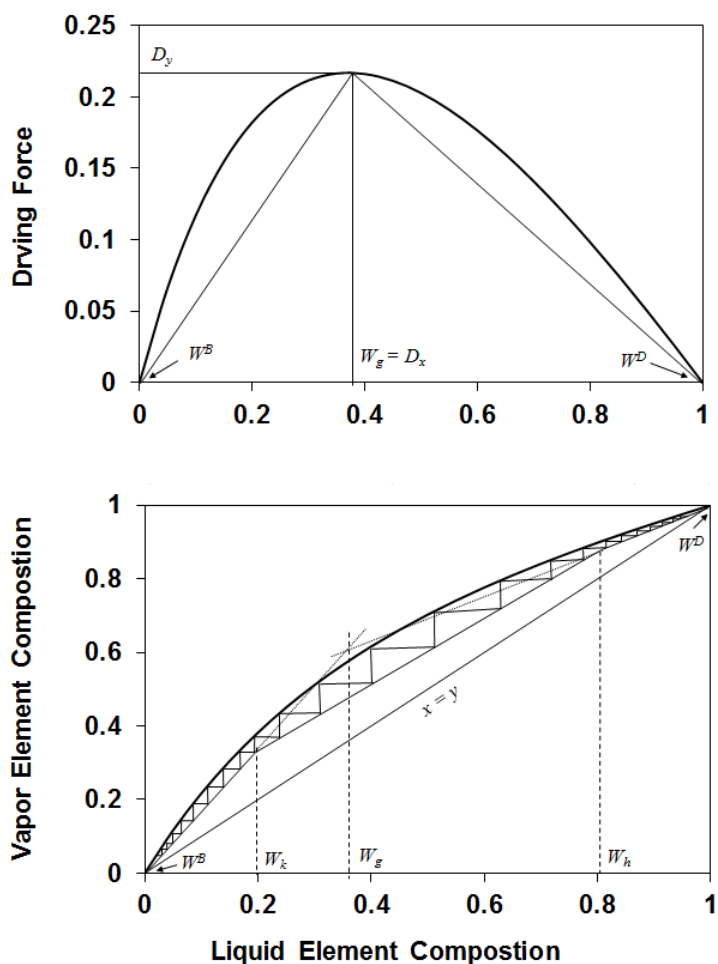 0.25
D_y
0.2
0.15
0.1
0.05
0
Drving Force
W^B
W_g = D_x
W^D
0 0.2 0.4 0.6 0.8 1
1
W^D
0.8
0.6
x = y
0.4
0.2
0
Vapor Element Compostion
W^B
W_k
W_g
W_h
0 0.2 0.4 0.6 0.8 1
Liquid Element Compostion